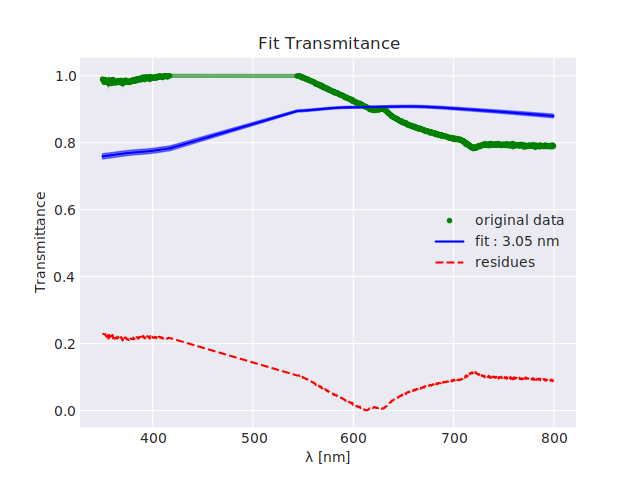 Fit Transmitance
1.0
0.8
0.6
0.4
0.2
0.0
Transmittance
original data
fit : 3.05 nm
residues
400 500 600 700 800
λ [nm]